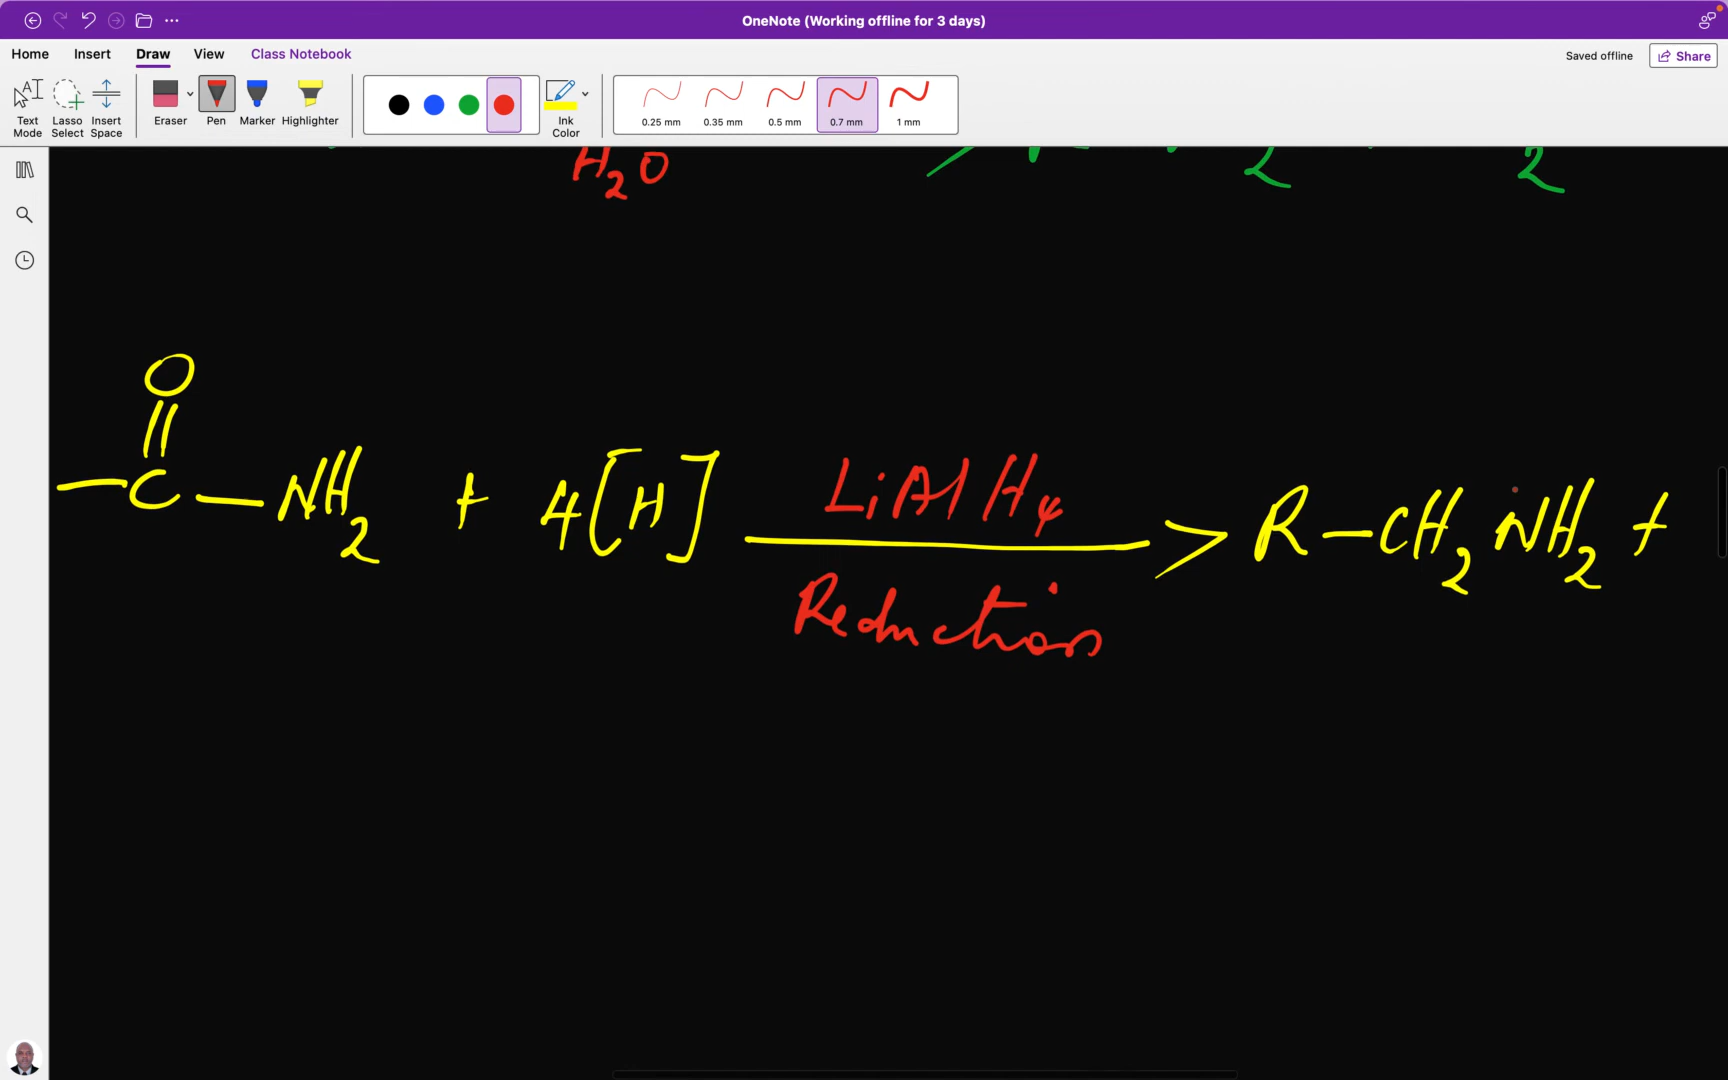 OneNote (Working offline for 3 days)
Home Insert Draw View Class Notebook
Saved offline Share
Text Mode
Lasso Select
Insert Space
Eraser
Pen
Marker
Highlighter
Ink Color
0.25 mm 0.35 mm 0.5 mm 0.7 mm 1 mm
H2O
2 2
O
||
—C—NH2 + 4[H] LiAlH4 > R—CH2NH2 +
Reduction